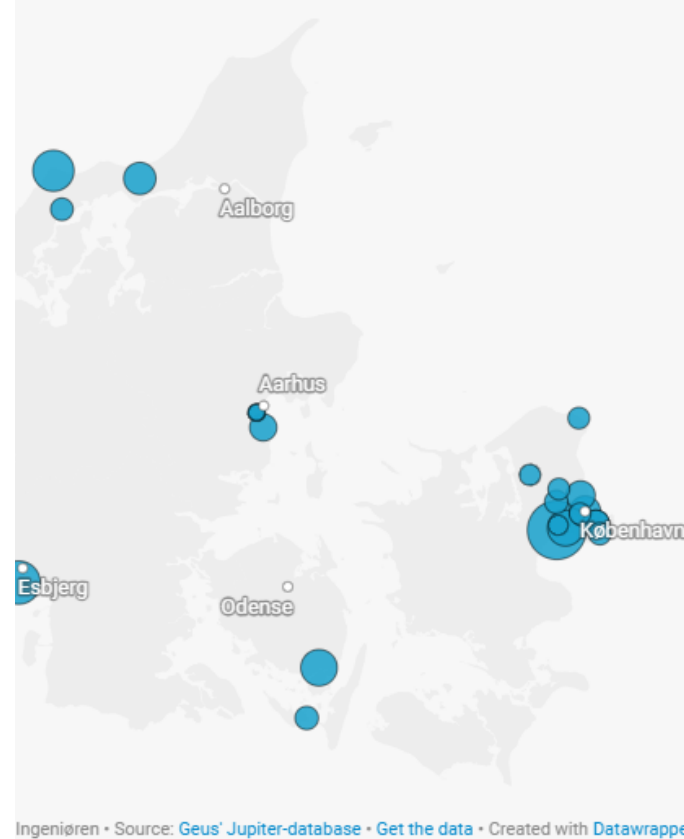 Aalborg
Aarhus
København
Esbjerg
Odense
Ingeniøren • Source: Geus' Jupiter-database • Get the data • Created with Datawrappe